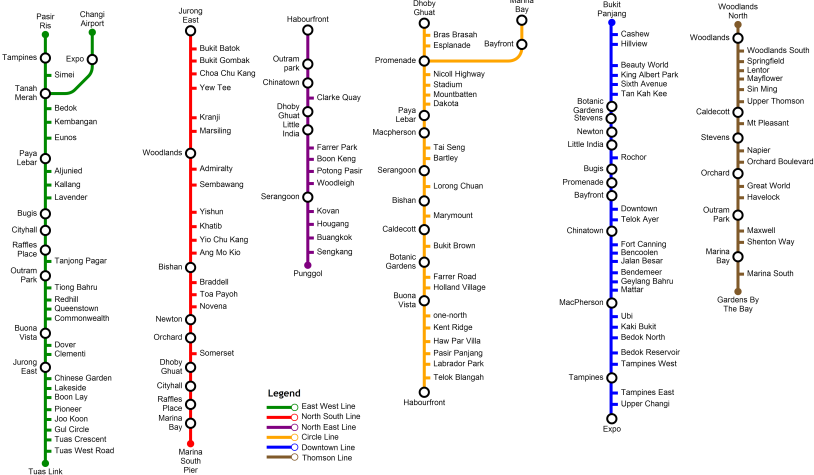 Pasir
Ris
Changi
Airport
Tampines
Expo
Simei
Tanah
Merah
Bedok
Kembangan
Eunos
Paya
Lebar
Aljunied
Kallang
Lavender
Bugis
Cityhall
Raffles
Place
Tanjong Pagar
Outram
Park
Tiong Bahru
Redhill
Queenstown
Commonwealth
Buona
Vista
Dover
Clementi
Jurong
East
Chinese Garden
Lakeside
Boon Lay
Pioneer
Joo Koon
Gul Circle
Tuas Crescent
Tuas West Road
Tuas Link
Jurong
East
Bukit Batok
Bukit Gombak
Choa Chu Kang
Yew Tee
Kranji
Marsiling
Woodlands
Admiralty
Sembawang
Yishun
Khatib
Yio Chu Kang
Ang Mo Kio
Bishan
Braddell
Toa Payoh
Novena
Newton
Orchard
Somerset
Dhoby
Ghuat
Cityhall
Raffles
Place
Marina
Bay
Marina
South
Pier
Habourfront
Outram
park
Chinatown
Clarke Quay
Dhoby
Ghuat
Little
India
Farrer Park
Boon Keng
Potong Pasir
Woodleigh
Serangoon
Kovan
Hougang
Buangkok
Sengkang
Punggol
Legend
East West Line
North South Line
North East Line
Circle Line
Downtown Line
Thomson Line
Dhoby
Ghuat
Marina
Bay
Bras Brasah
Esplanade
Bayfront
Promenade
Nicoll Highway
Stadium
Mountbatten
Dakota
Paya
Lebar
Macpherson
Tai Seng
Bartley
Serangoon
Lorong Chuan
Bishan
Marymount
Caldecott
Bukit Brown
Botanic
Gardens
Farrer Road
Holland Village
Buona
Vista
one-north
Kent Ridge
Haw Par Villa
Pasir Panjang
Labrador Park
Telok Blangah
Habourfront
Bukit
Panjang
Cashew
Hillview
Beauty World
King Albert Park
Sixth Avenue
Tan Kah Kee
Botanic
Gardens
Stevens
Newton
Little India
Rochor
Bugis
Promenade
Bayfront
Downtown
Telok Ayer
Chinatown
Fort Canning
Bencoolen
Jalan Besar
Bendemeer
Geylang Bahru
Mattar
MacPherson
Ubi
Kaki Bukit
Bedok North
Bedok Reservoir
Tampines West
Tampines
Tampines East
Upper Changi
Expo
Woodlands
North
Woodlands
Woodlands South
Springfield
Lentor
Mayflower
Sin Ming
Upper Thomson
Caldecott
Mt Pleasant
Stevens
Napier
Orchard Boulevard
Orchard
Great World
Havelock
Outram
Park
Maxwell
Shenton Way
Marina
Bay
Marina South
Gardens By
The Bay